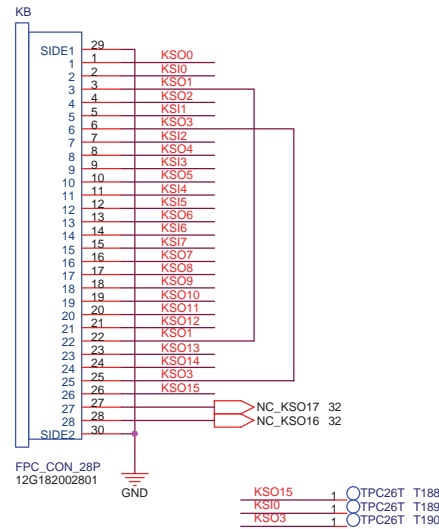 KB
SIDE1 29
1 1 KSO0
2 2 KSI0
3 3 KSO1
4 4 KSO2
5 5 KSI1
6 6 KSO3
7 7 KSI2
8 8 KSO4
9 9 KSI3
10 10 KSO5
11 11 KSI4
12 12 KSI5
13 13 KSO6
14 14 KSI6
15 15 KSI7
16 16 KSO7
17 17 KSO8
18 18 KSO9
19 19 KSO10
20 20 KSO11
21 21 KSO12
22 22 KSO1
23 23 KSO13
24 24 KSO14
25 25 KSO3
26 26 KSO15
27 27 NC_KSO17 32
28 28 NC_KSO16 32
SIDE2 30
FPC_CON_28P
12G182002801
GND
KSO15 1 TPC26T T188
KSI0 1 TPC26T T189
KSO3 1 TPC26T T190